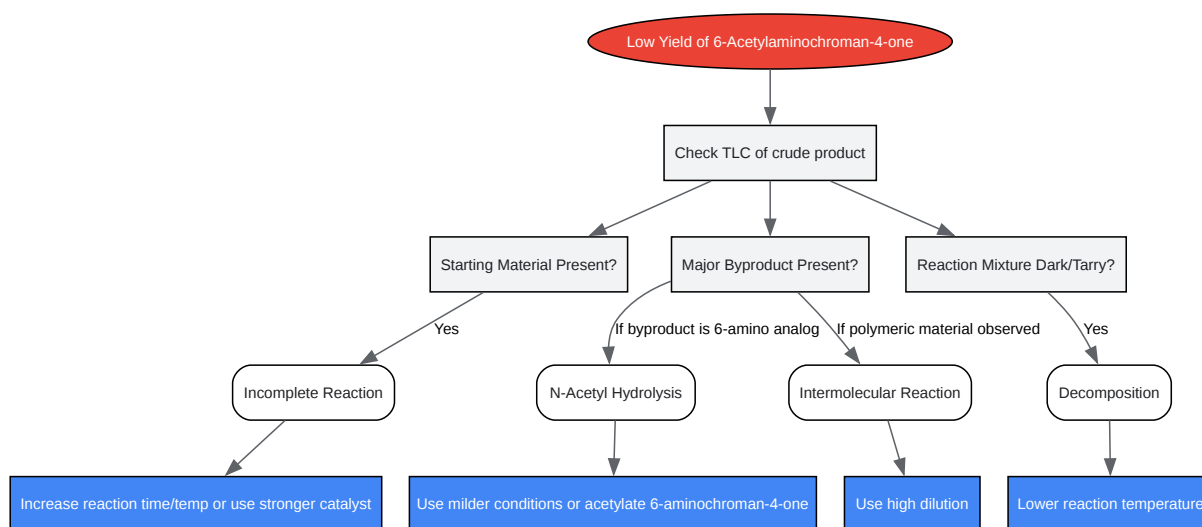 Low Yield of 6-Acetylaminochroman-4-one
Check TLC of crude product
Starting Material Present?
Major Byproduct Present?
Reaction Mixture Dark/Tarry?
Yes
If byproduct is 6-amino analog
If polymeric material observed
Yes
Incomplete Reaction
N-Acetyl Hydrolysis
Intermolecular Reaction
Decomposition
Increase reaction time/temp or use stronger catalyst
Use milder conditions or acetylate 6-aminochroman-4-one
Use high dilution
Lower reaction temperature